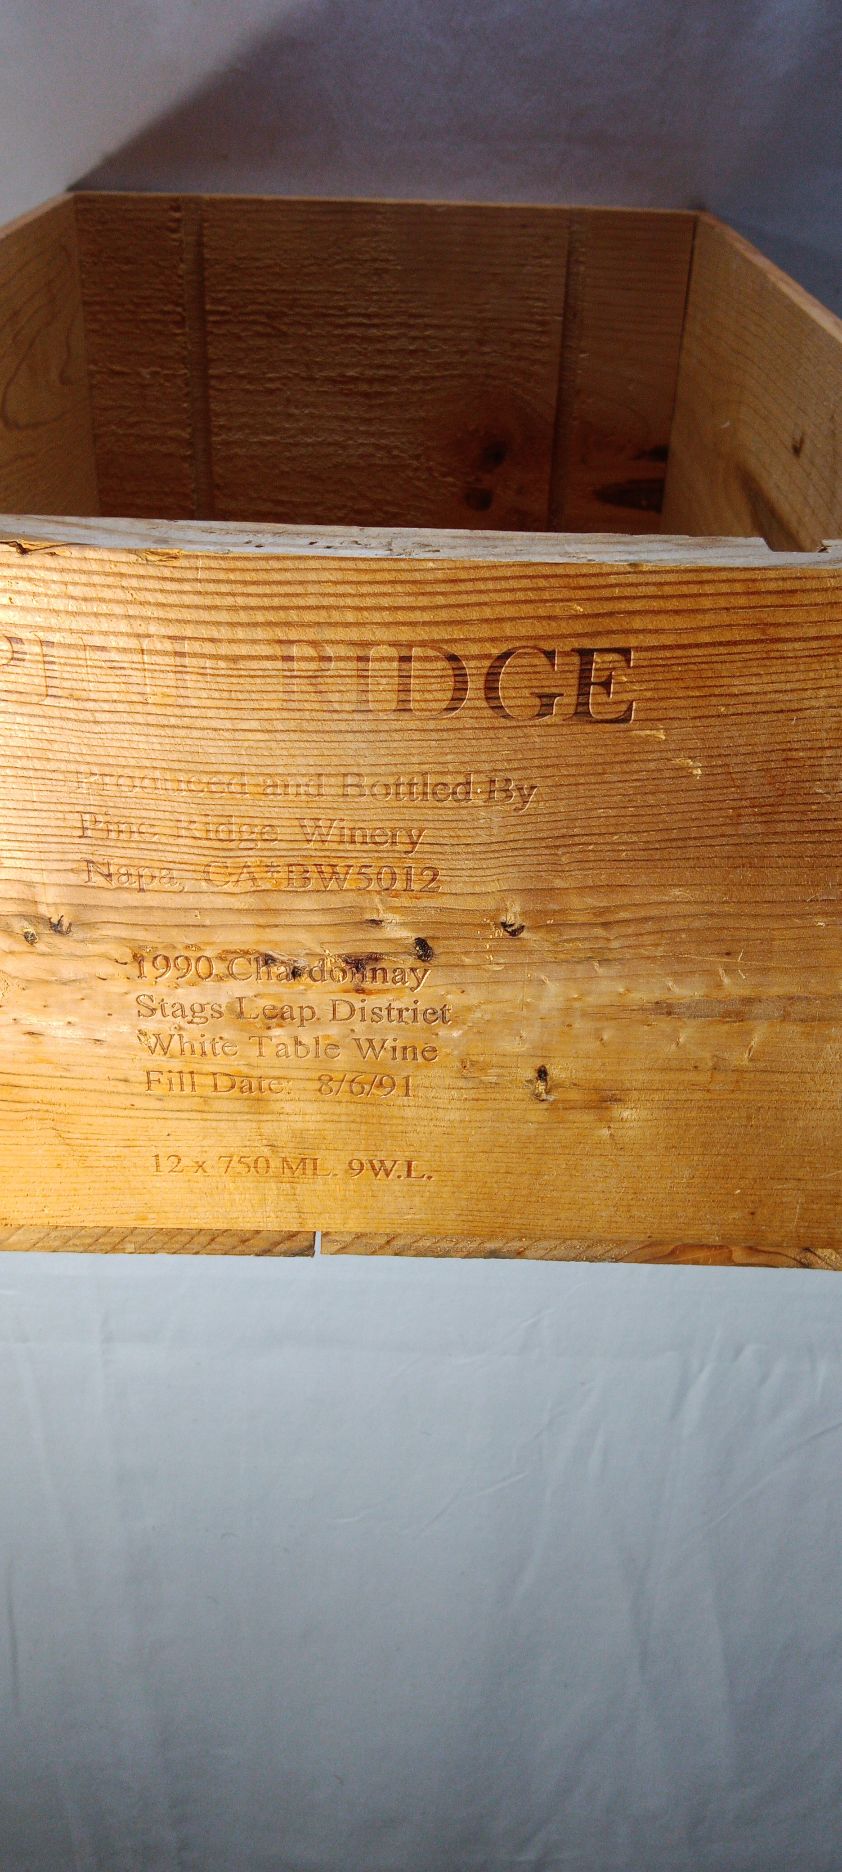 PINE RIDGE
Produced and Bottled By
Pine Ridge Winery
Napa, CA*BW5012
1990 Chardonnay
Stags Leap District
White Table Wine
Fill Date: 8/6/91
12 x 750 ML. 9W.L.